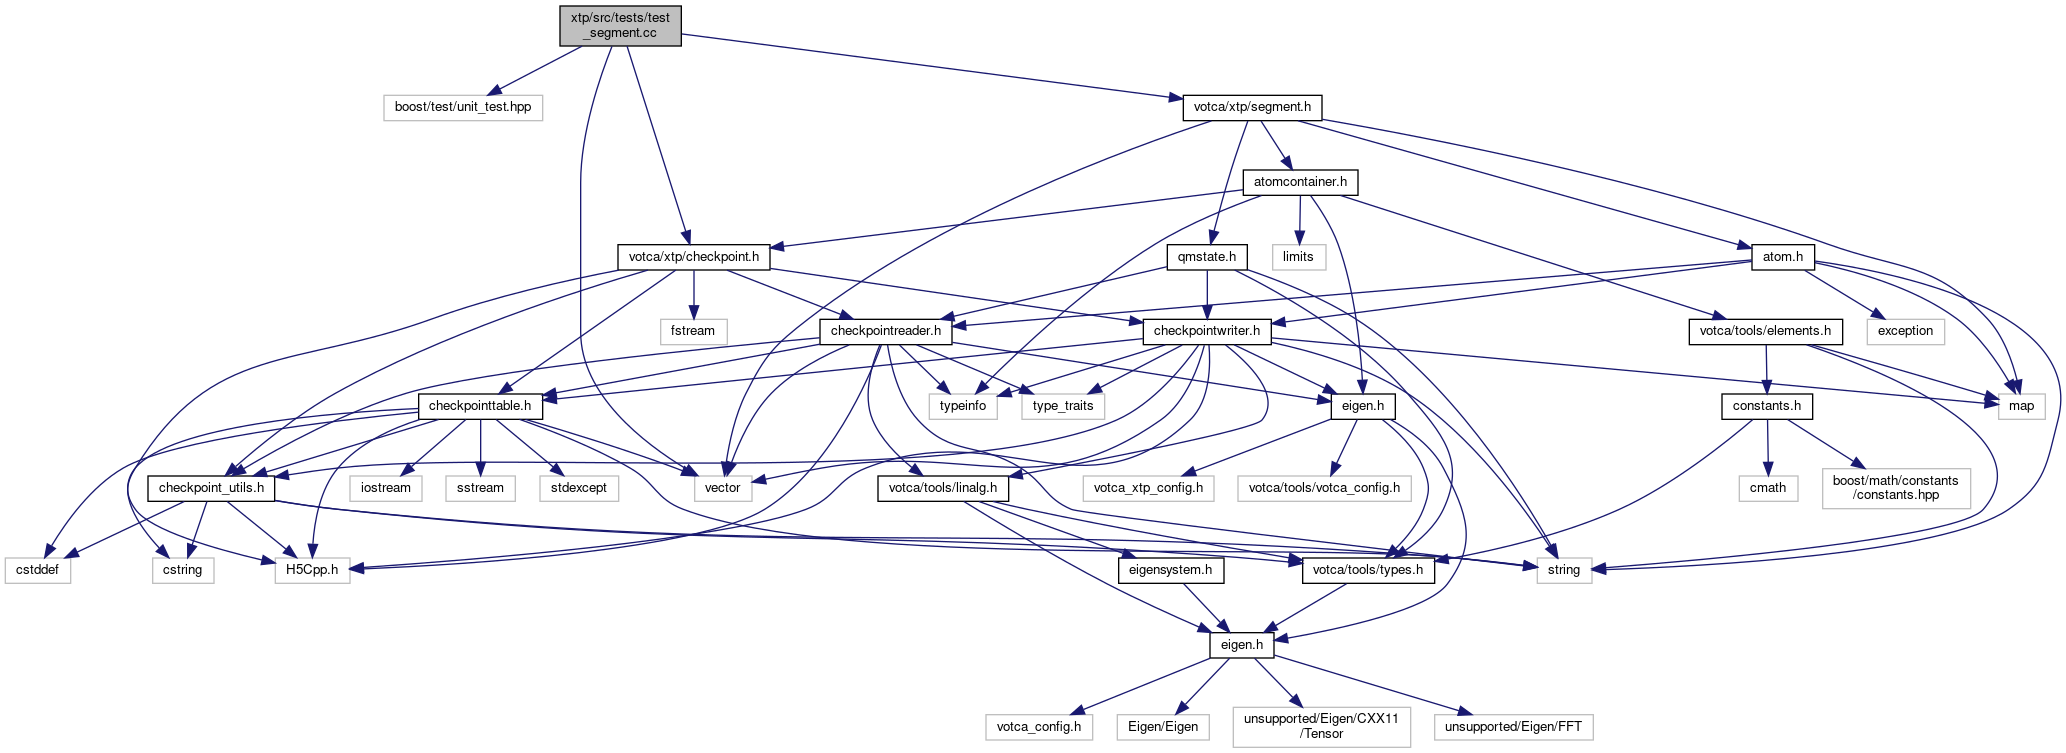 xtp/src/tests/test
_segment.cc
boost/test/unit_test.hpp
votca/xtp/segment.h
atomcontainer.h
votca/xtp/checkpoint.h
qmstate.h
limits
atom.h
fstream
checkpointreader.h
checkpointwriter.h
votca/tools/elements.h
exception
checkpointtable.h
typeinfo
type_traits
eigen.h
constants.h
map
checkpoint_utils.h
iostream
sstream
stdexcept
vector
votca/tools/linalg.h
votca_xtp_config.h
votca/tools/votca_config.h
cmath
boost/math/constants
/constants.hpp
cstddef
cstring
H5Cpp.h
eigensystem.h
votca/tools/types.h
string
eigen.h
votca_config.h
Eigen/Eigen
unsupported/Eigen/CXX11
/Tensor
unsupported/Eigen/FFT